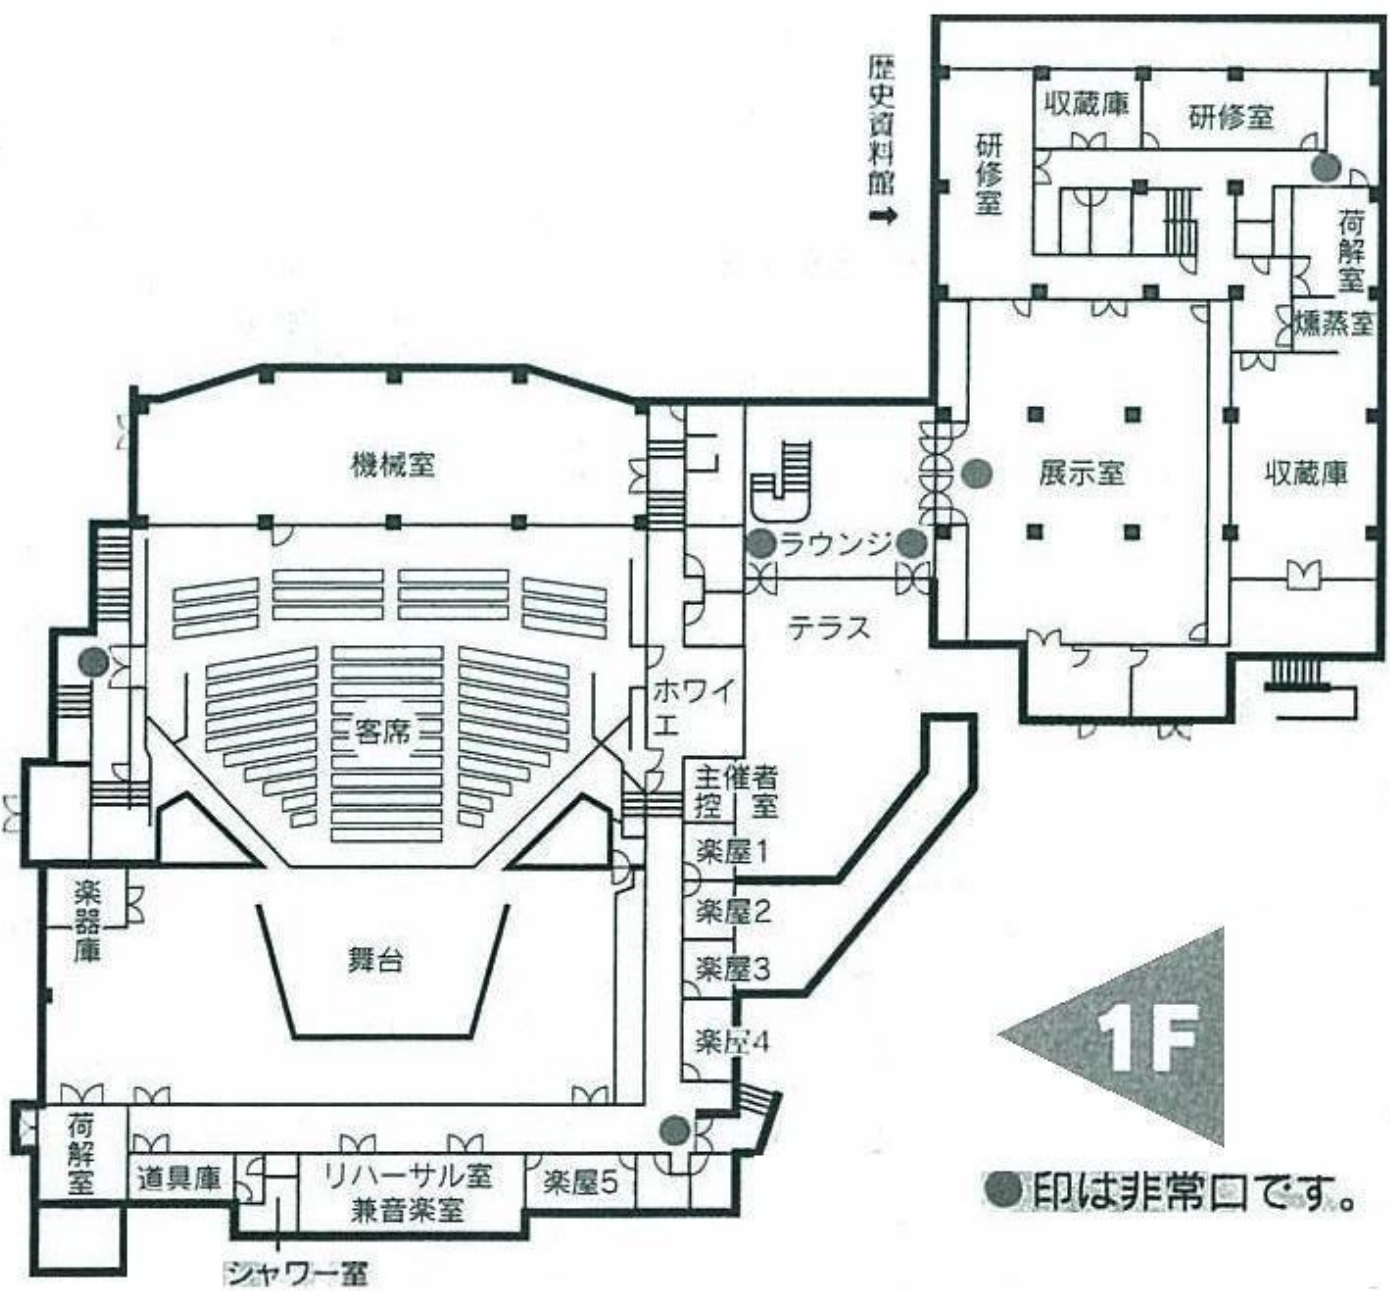 歴史資料館➡
収蔵庫
研修室
研修室
荷解室
燻蒸室
機械室
展示室
収蔵庫
ラウンジ
テラス
ホワイ
エ
客席
主催者
控室
楽屋1
楽屋2
楽屋3
楽屋4
楽器庫
舞台
1F
荷解室
道具庫
リハーサル室
兼音楽室
楽屋5
シャワー室
●印は非常口です。